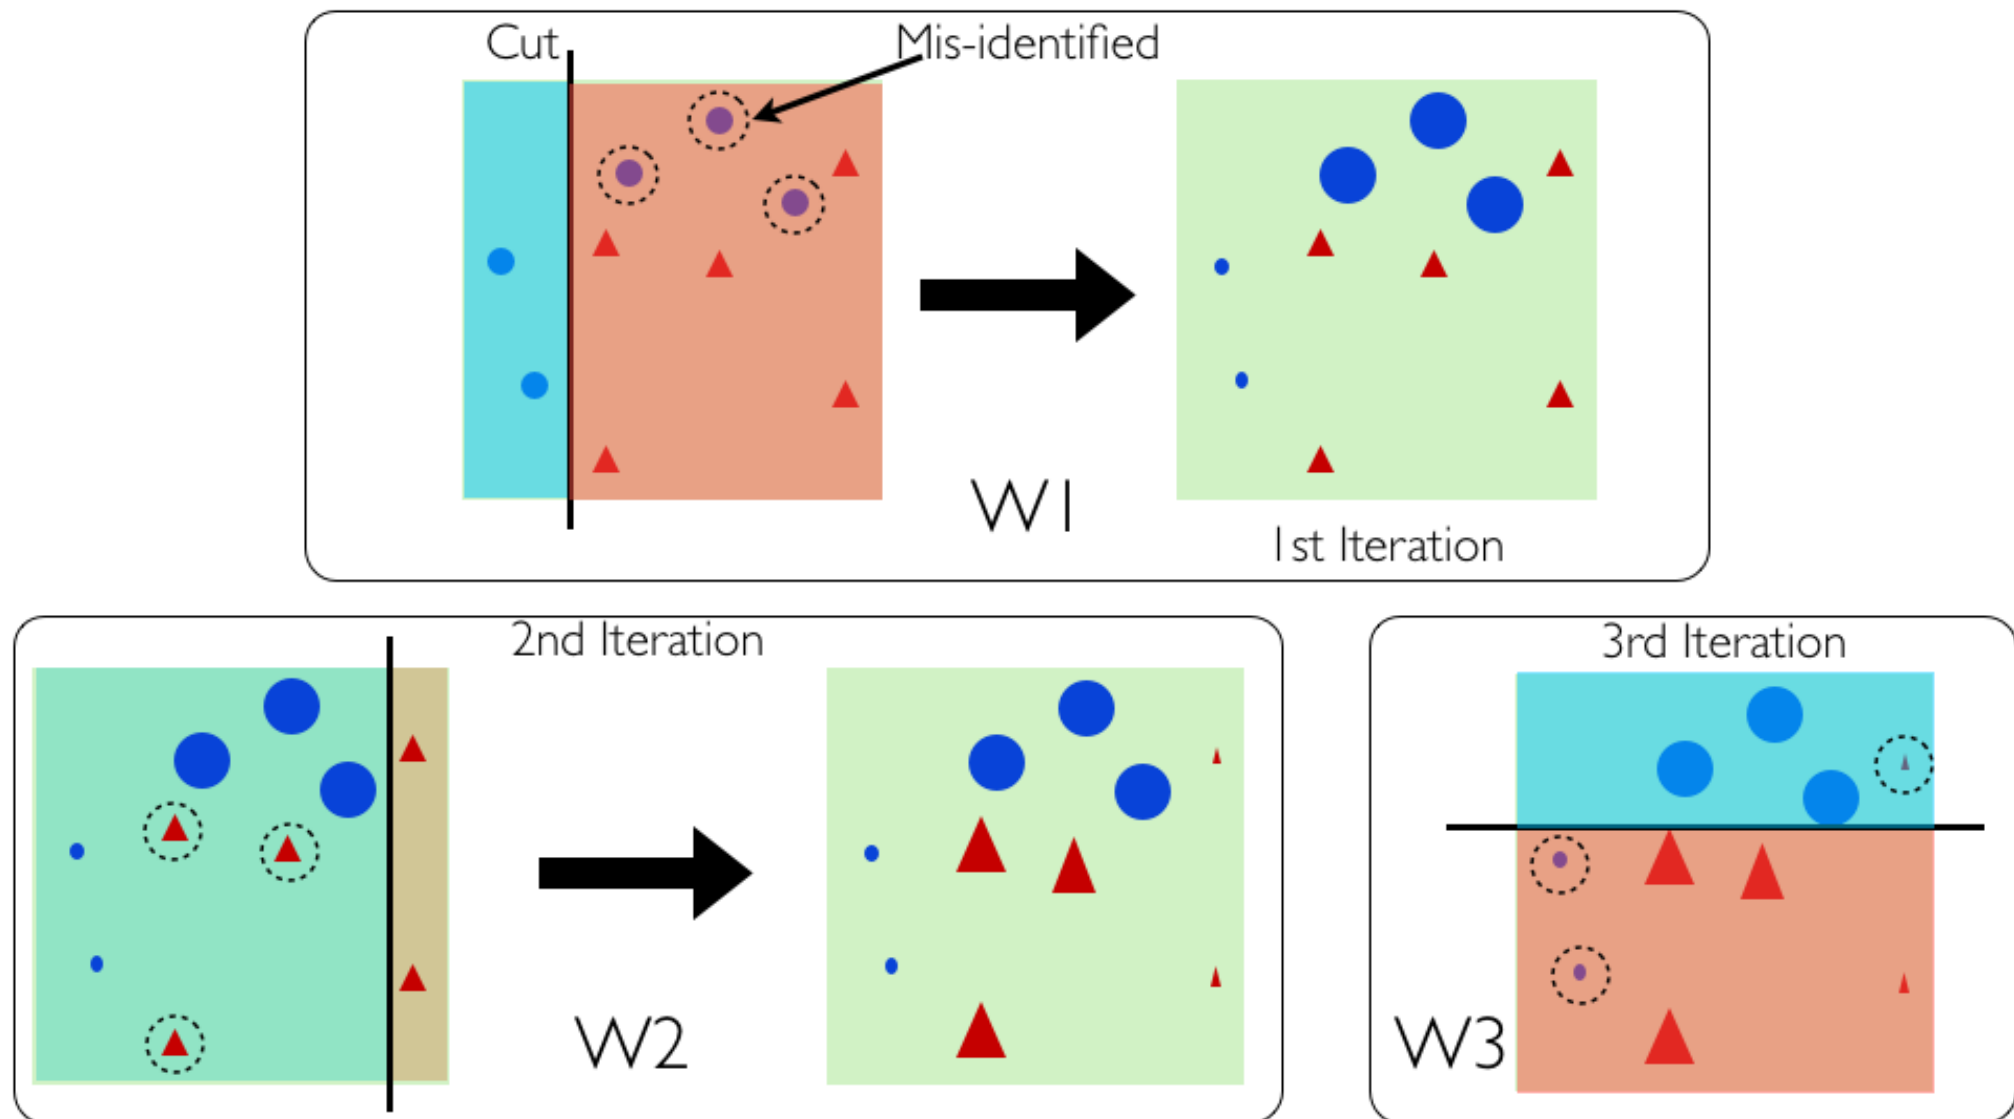 Cut
Mis-identified
W1
1st Iteration
2nd Iteration
W2
3rd Iteration
W3